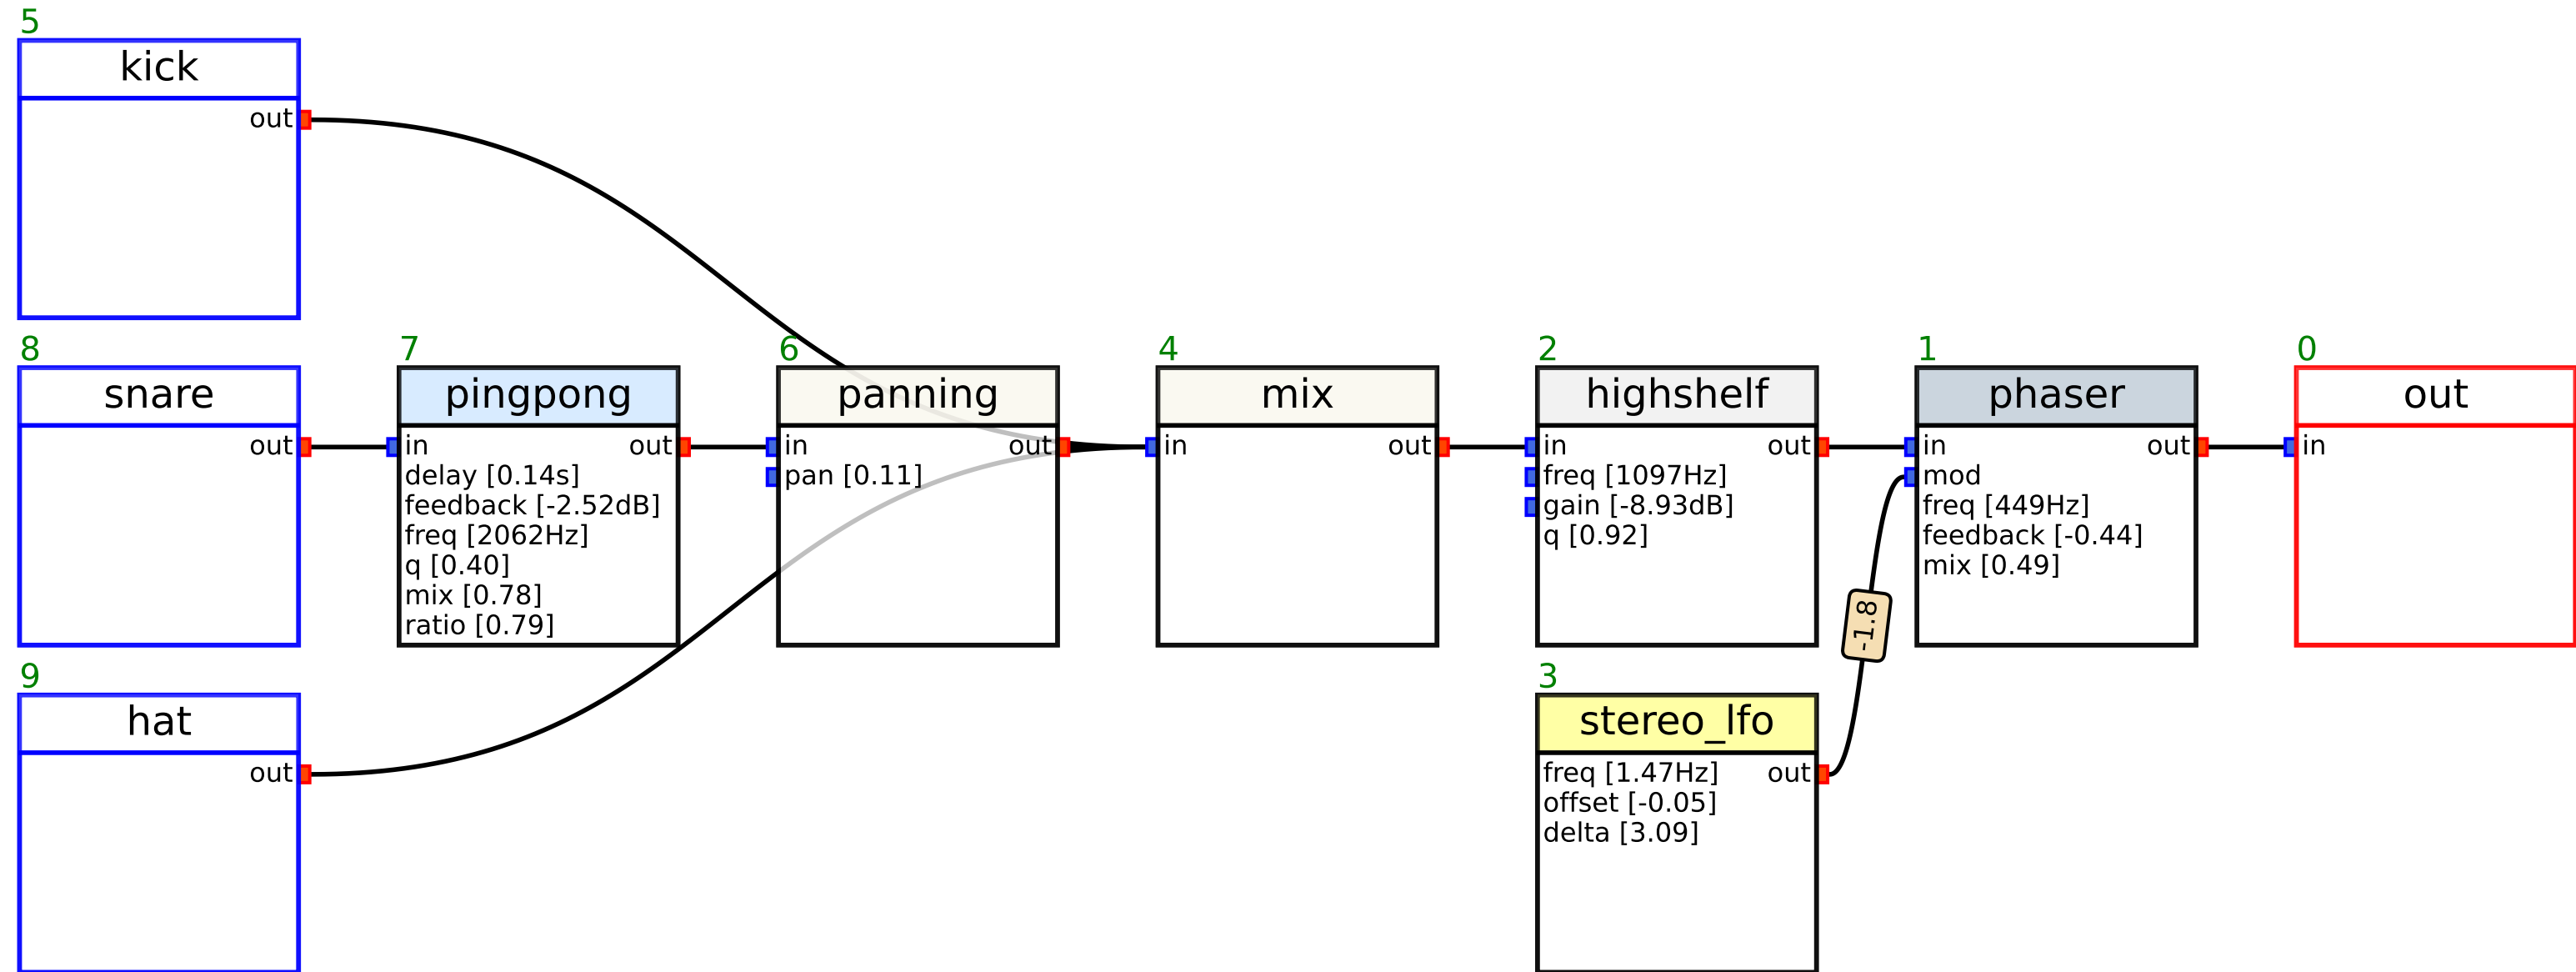 5
kick
out
8
snare
out
7
pingpong
in out
delay [0.14s]
feedback [-2.52dB]
freq [2062Hz]
q [0.40]
mix [0.78]
ratio [0.79]
6
panning
in out
pan [0.11]
4
mix
in out
2
highshelf
in out
freq [1097Hz]
gain [-8.93dB]
q [0.92]
1
phaser
in out
mod
freq [449Hz]
feedback [-0.44]
mix [0.49]
0
out
in
-1.8
9
hat
out
3
stereo_lfo
freq [1.47Hz] out
offset [-0.05]
delta [3.09]